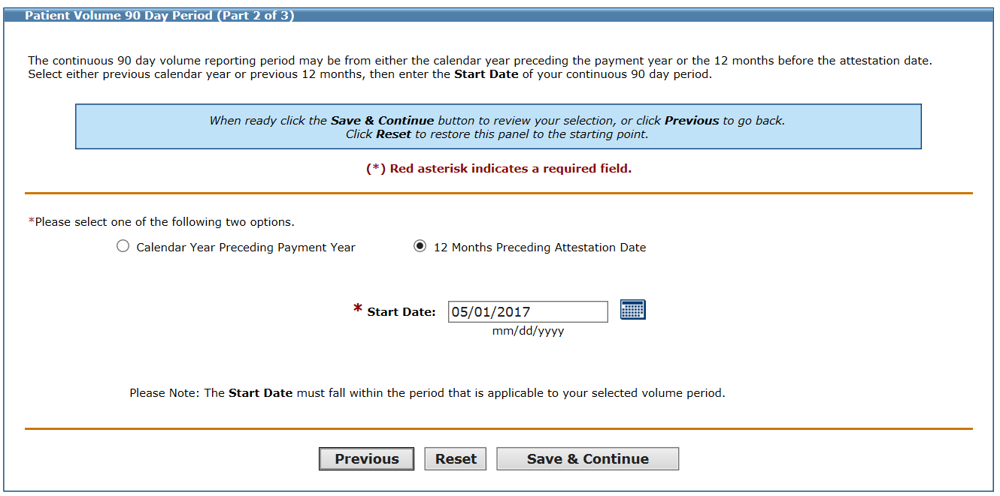 Patient Volume 90 Day Period (Part 2 of 3)
The continuous 90 day volume reporting period may be from either the calendar year preceding the payment year or the 12 months before the attestation date.
Select either previous calendar year or previous 12 months, then enter the Start Date of your continuous 90 day period.
When ready click the Save & Continue button to review your selection, or click Previous to go back.
Click Reset to restore this panel to the starting point.
(*) Red asterisk indicates a required field.
*Please select one of the following two options.
Calendar Year Preceding Payment Year 12 Months Preceding Attestation Date
* Start Date: 05/01/2017
mm/dd/yyyy
Please Note: The Start Date must fall within the period that is applicable to your selected volume period.
Previous Reset Save & Continue